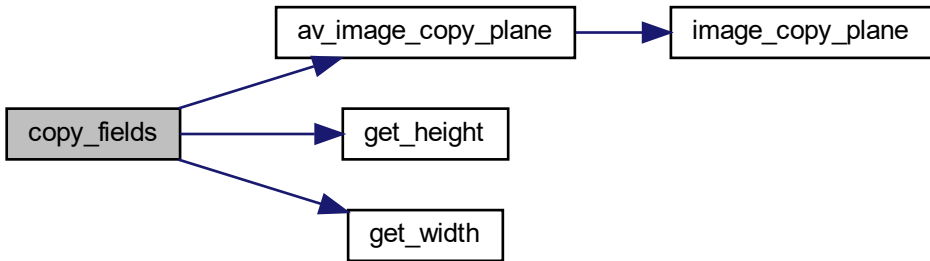 av_image_copy_plane
image_copy_plane
copy_fields
get_height
get_width